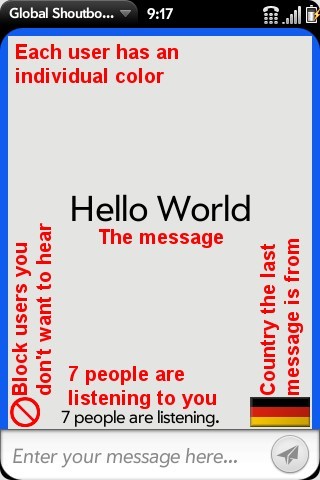 Global Shoutbo... 9:17
Each user has an
individual color
Hello World
The message
Block users you
don't want to hear
Country the last
message is from
7 people are
listening to you
7 people are listening.
Enter your message here...